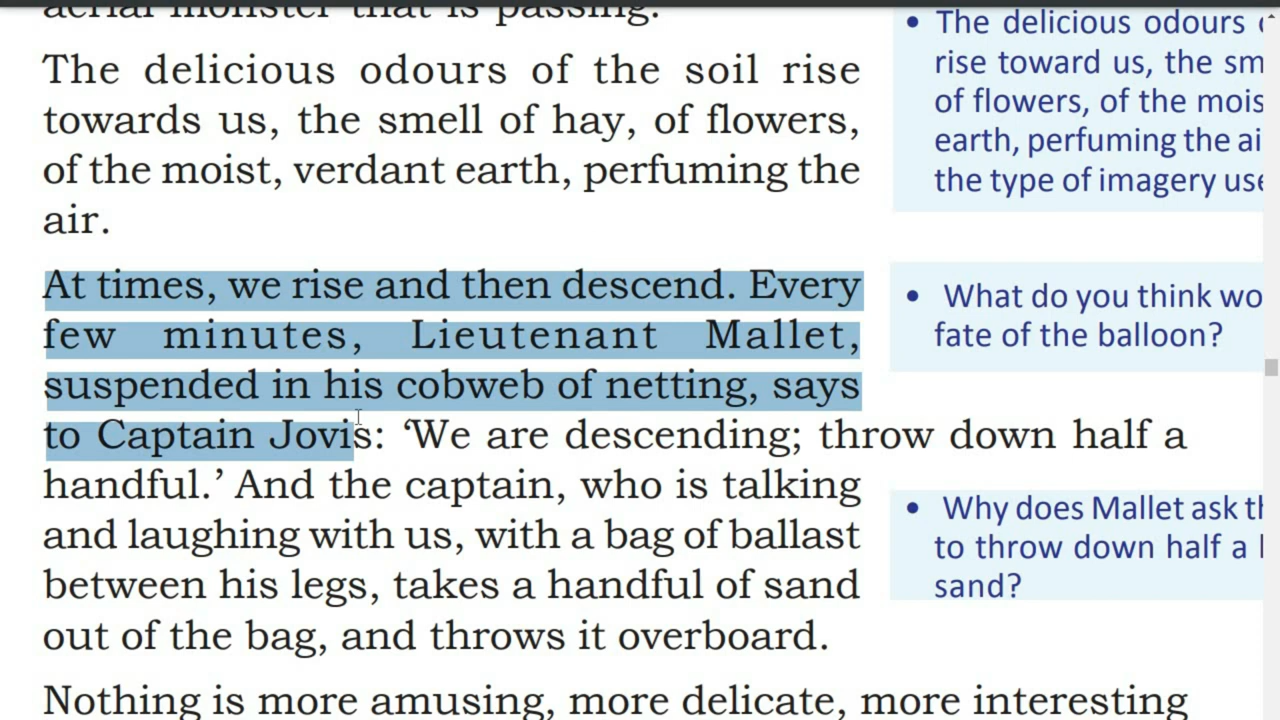 aerial monster that is passing.
The delicious odours of the soil rise
towards us, the smell of hay, of flowers,
of the moist, verdant earth, perfuming the
air.
At times, we rise and then descend. Every
few minutes, Lieutenant Mallet,
suspended in his cobweb of netting, says
to Captain Jovis: ‘We are descending; throw down half a
handful.’ And the captain, who is talking
and laughing with us, with a bag of ballast
between his legs, takes a handful of sand
out of the bag, and throws it overboard.
Nothing is more amusing, more delicate, more interesting
• The delicious odours
rise toward us, the
of flowers, of the
earth, perfuming the
the type of imagery
• What do you think
fate of the balloon?
• Why does Mallet ask
to throw down half a
sand?